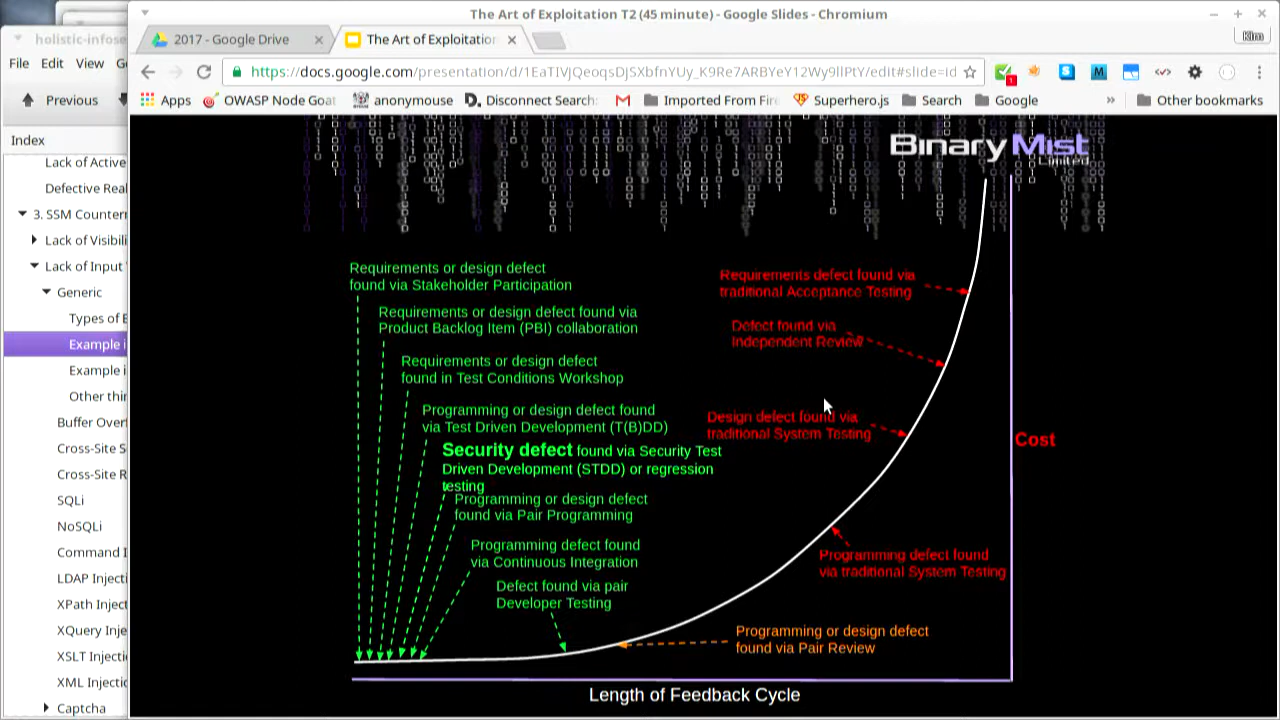 The Art of Exploitation T2 (45 minute) - Google Slides - Chromium
holistic-infose
2017 - Google Drive
The Art of Exploitation
Kim
File Edit View
https://docs.google.com/presentation/d/
/edit#slide=id
1
Previous
Apps
OWASP Node Goat
anonymouse
Disconnect Search:
Imported From Fire
Superhero.js
Search
Google
»
Other bookmarks
Index
Lack of Active
Defective Real
3. SSM Counterm
Lack of Visibili
Lack of Input
Generic
Types of E
Example i
Example i
Other thin
Buffer Overf
Cross-Site S
Cross-Site R
SQLi
NoSQLi
Command I
LDAP Injecti
XPath Injec
XQuery Inje
XSLT Injecti
XML Injectio
Captcha
BinaryMist
Limited
Requirements or design defect
found via Stakeholder Participation
Requirements or design defect found via
Product Backlog Item (PBI) collaboration
Requirements or design defect
found in Test Conditions Workshop
Programming or design defect found
via Test Driven Development (T(B)DD)
Security defect found via Security Test
Driven Development (STDD) or regression
testing
Programming or design defect
found via Pair Programming
Programming defect found
via Continuous Integration
Defect found via pair
Developer Testing
Requirements defect found via
traditional Acceptance Testing
Defect found via
Independent Review
Design defect found via
traditional System Testing
Cost
Programming defect found
via traditional System Testing
Programming or design defect
found via Pair Review
Length of Feedback Cycle